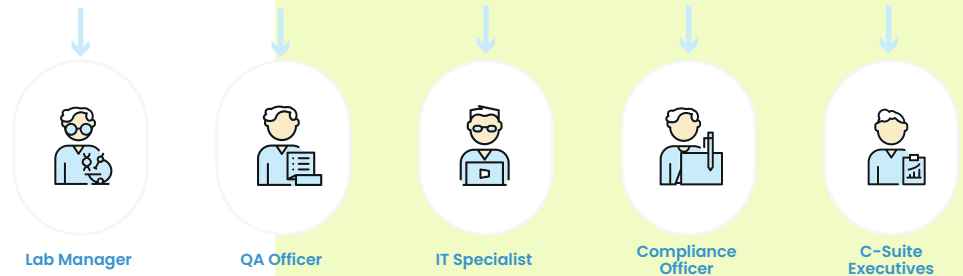 Lab Manager
QA Officer
IT Specialist
Compliance
Officer
C-Suite
Executives